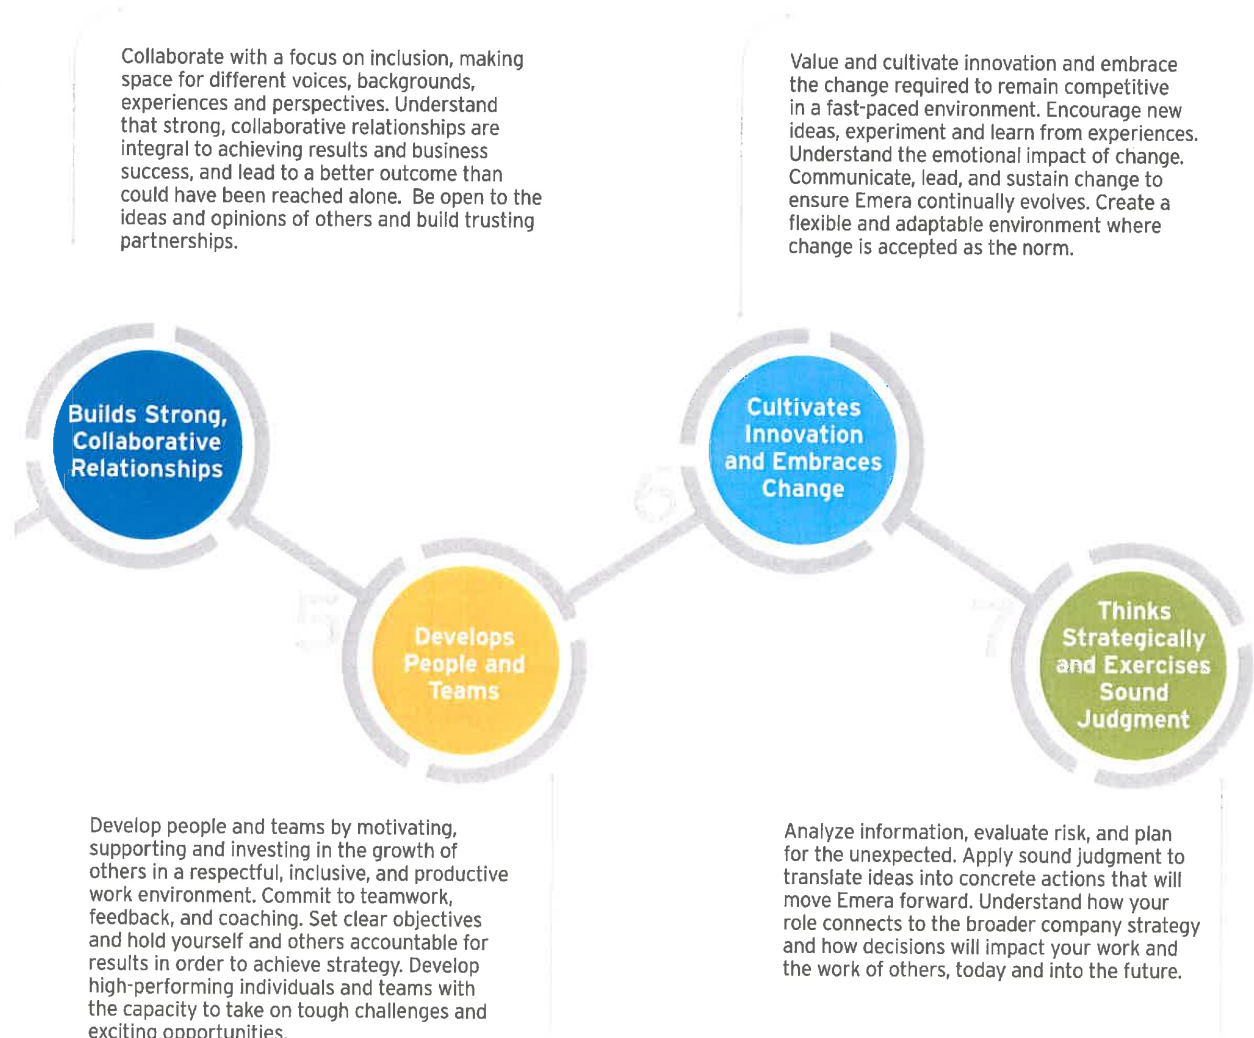 Collaborate with a focus on inclusion, making
space for different voices, backgrounds,
experiences and perspectives. Understand
that strong, collaborative relationships are
integral to achieving results and business
success, and lead to a better outcome than
could have been reached alone. Be open to the
ideas and opinions of others and build trusting
partnerships.
Value and cultivate innovation and embrace
the change required to remain competitive
in a fast-paced environment. Encourage new
ideas, experiment and learn from experiences.
Understand the emotional impact of change.
Communicate, lead, and sustain change to
ensure Emera continually evolves. Create a
flexible and adaptable environment where
change is accepted as the norm.
Builds Strong,
Collaborative
Relationships
5
Develops
People and
Teams
6
Cultivates
Innovation
and Embraces
Change
7
Thinks
Strategically
and Exercises
Sound
Judgment
Develop people and teams by motivating,
supporting and investing in the growth of
others in a respectful, inclusive, and productive
work environment. Commit to teamwork,
feedback, and coaching. Set clear objectives
and hold yourself and others accountable for
results in order to achieve strategy. Develop
high-performing individuals and teams with
the capacity to take on tough challenges and
exciting opportunities.
Analyze information, evaluate risk, and plan
for the unexpected. Apply sound judgment to
translate ideas into concrete actions that will
move Emera forward. Understand how your
role connects to the broader company strategy
and how decisions will impact your work and
the work of others, today and into the future.